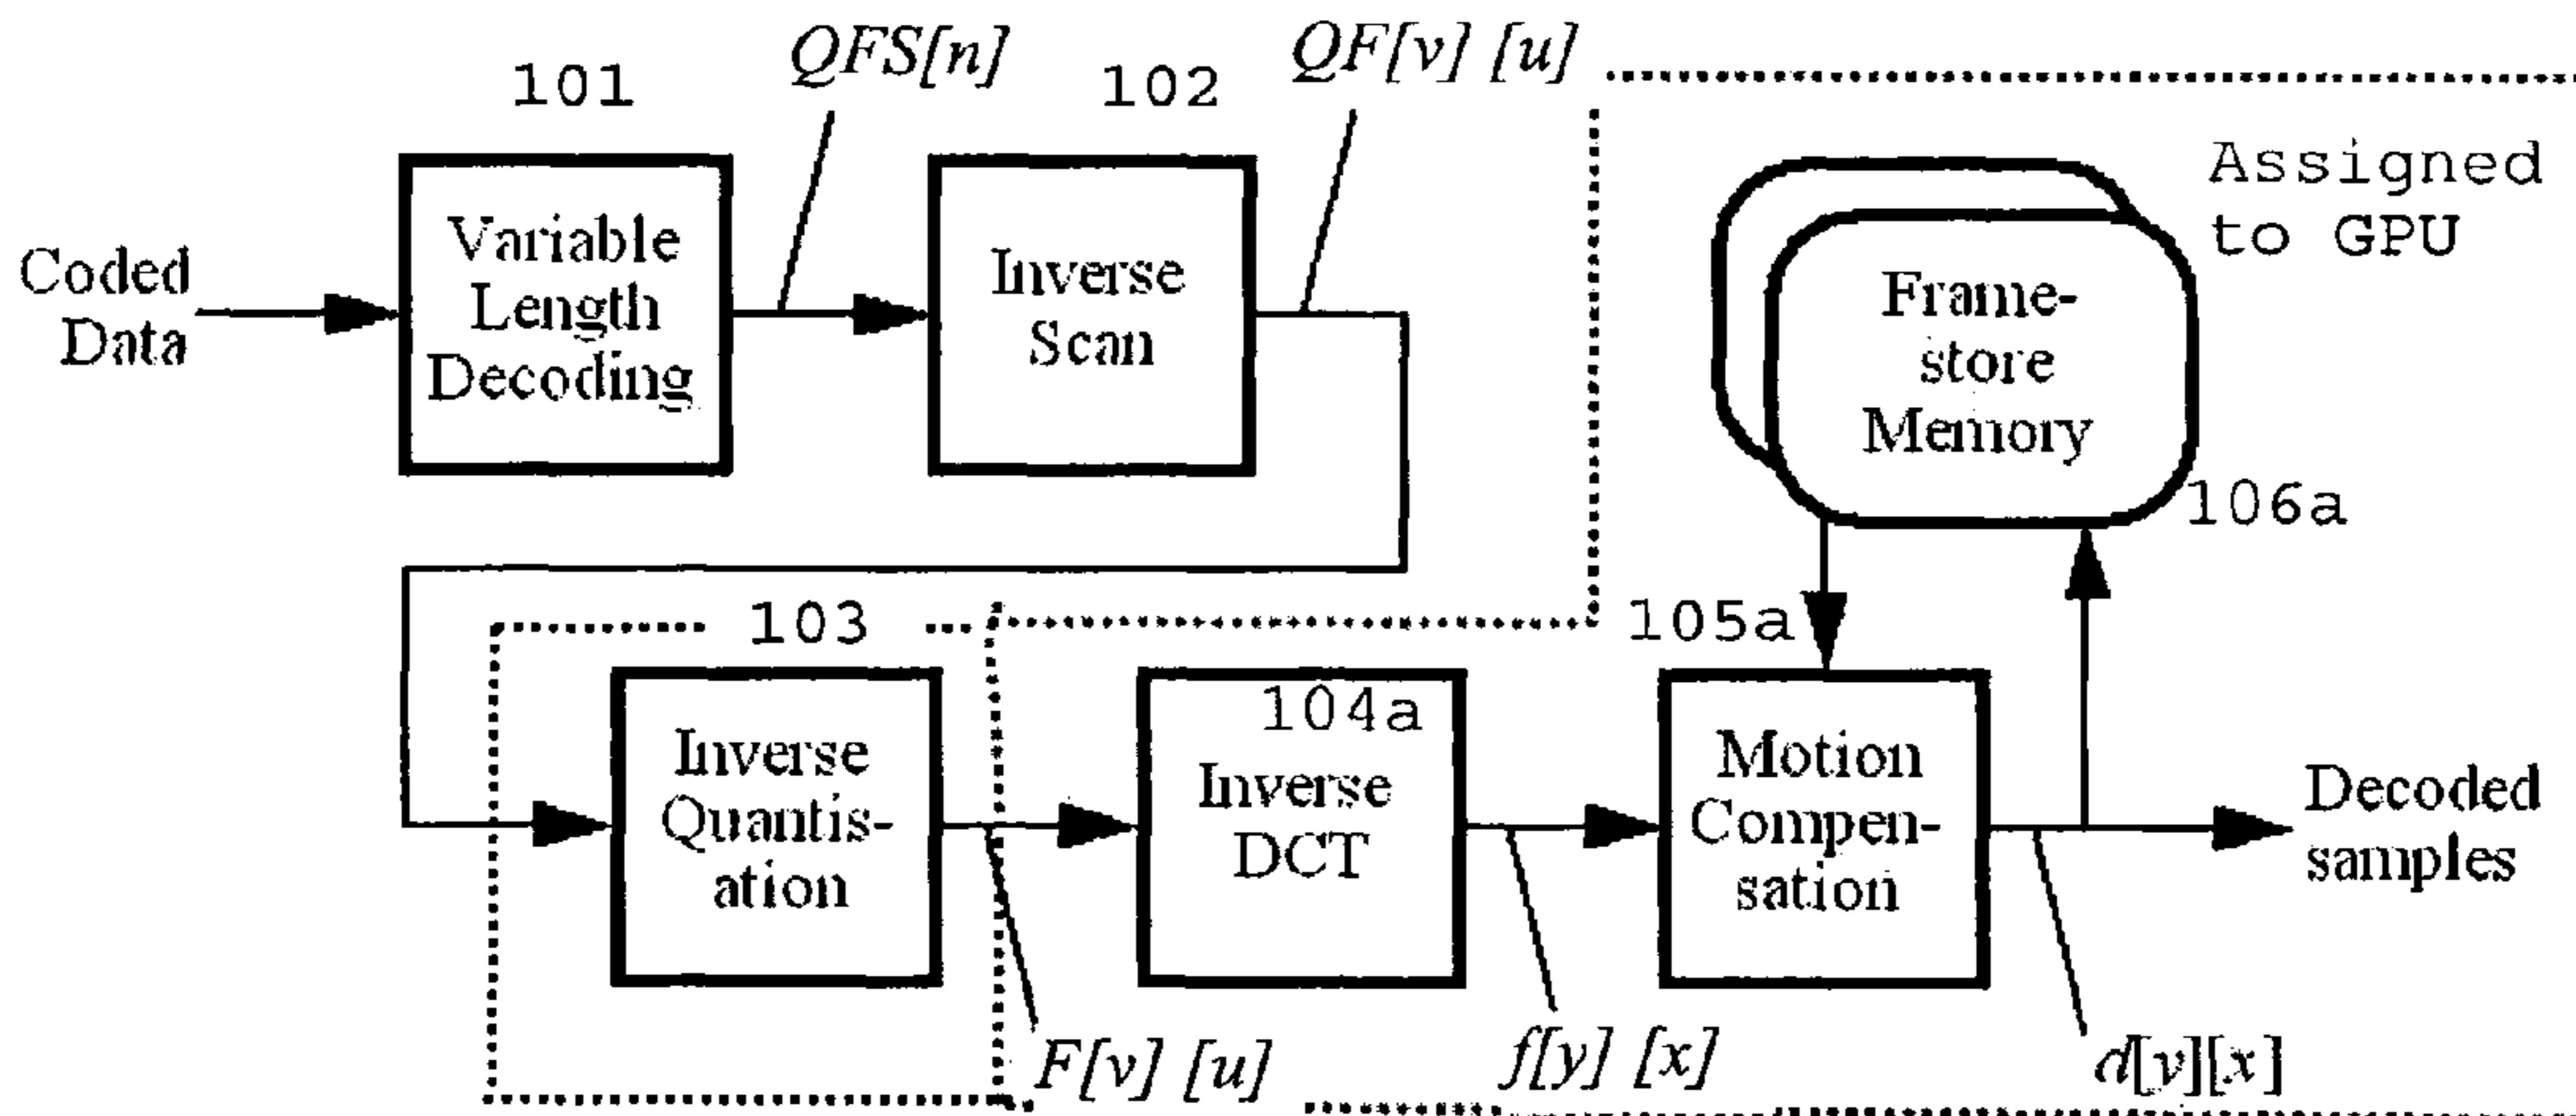 QFS[n]
QF[v] [u]
101
102
Assigned
to GPU
Coded
Data
Variable
Length
Decoding
Inverse
Scan
Frame-
store
Memory
106a
103
105a
104a
Inverse
Quantis-
ation
Inverse
DCT
Motion
Compen-
sation
Decoded
samples
F[v] [u]
f[y] [x]
d[v][x]